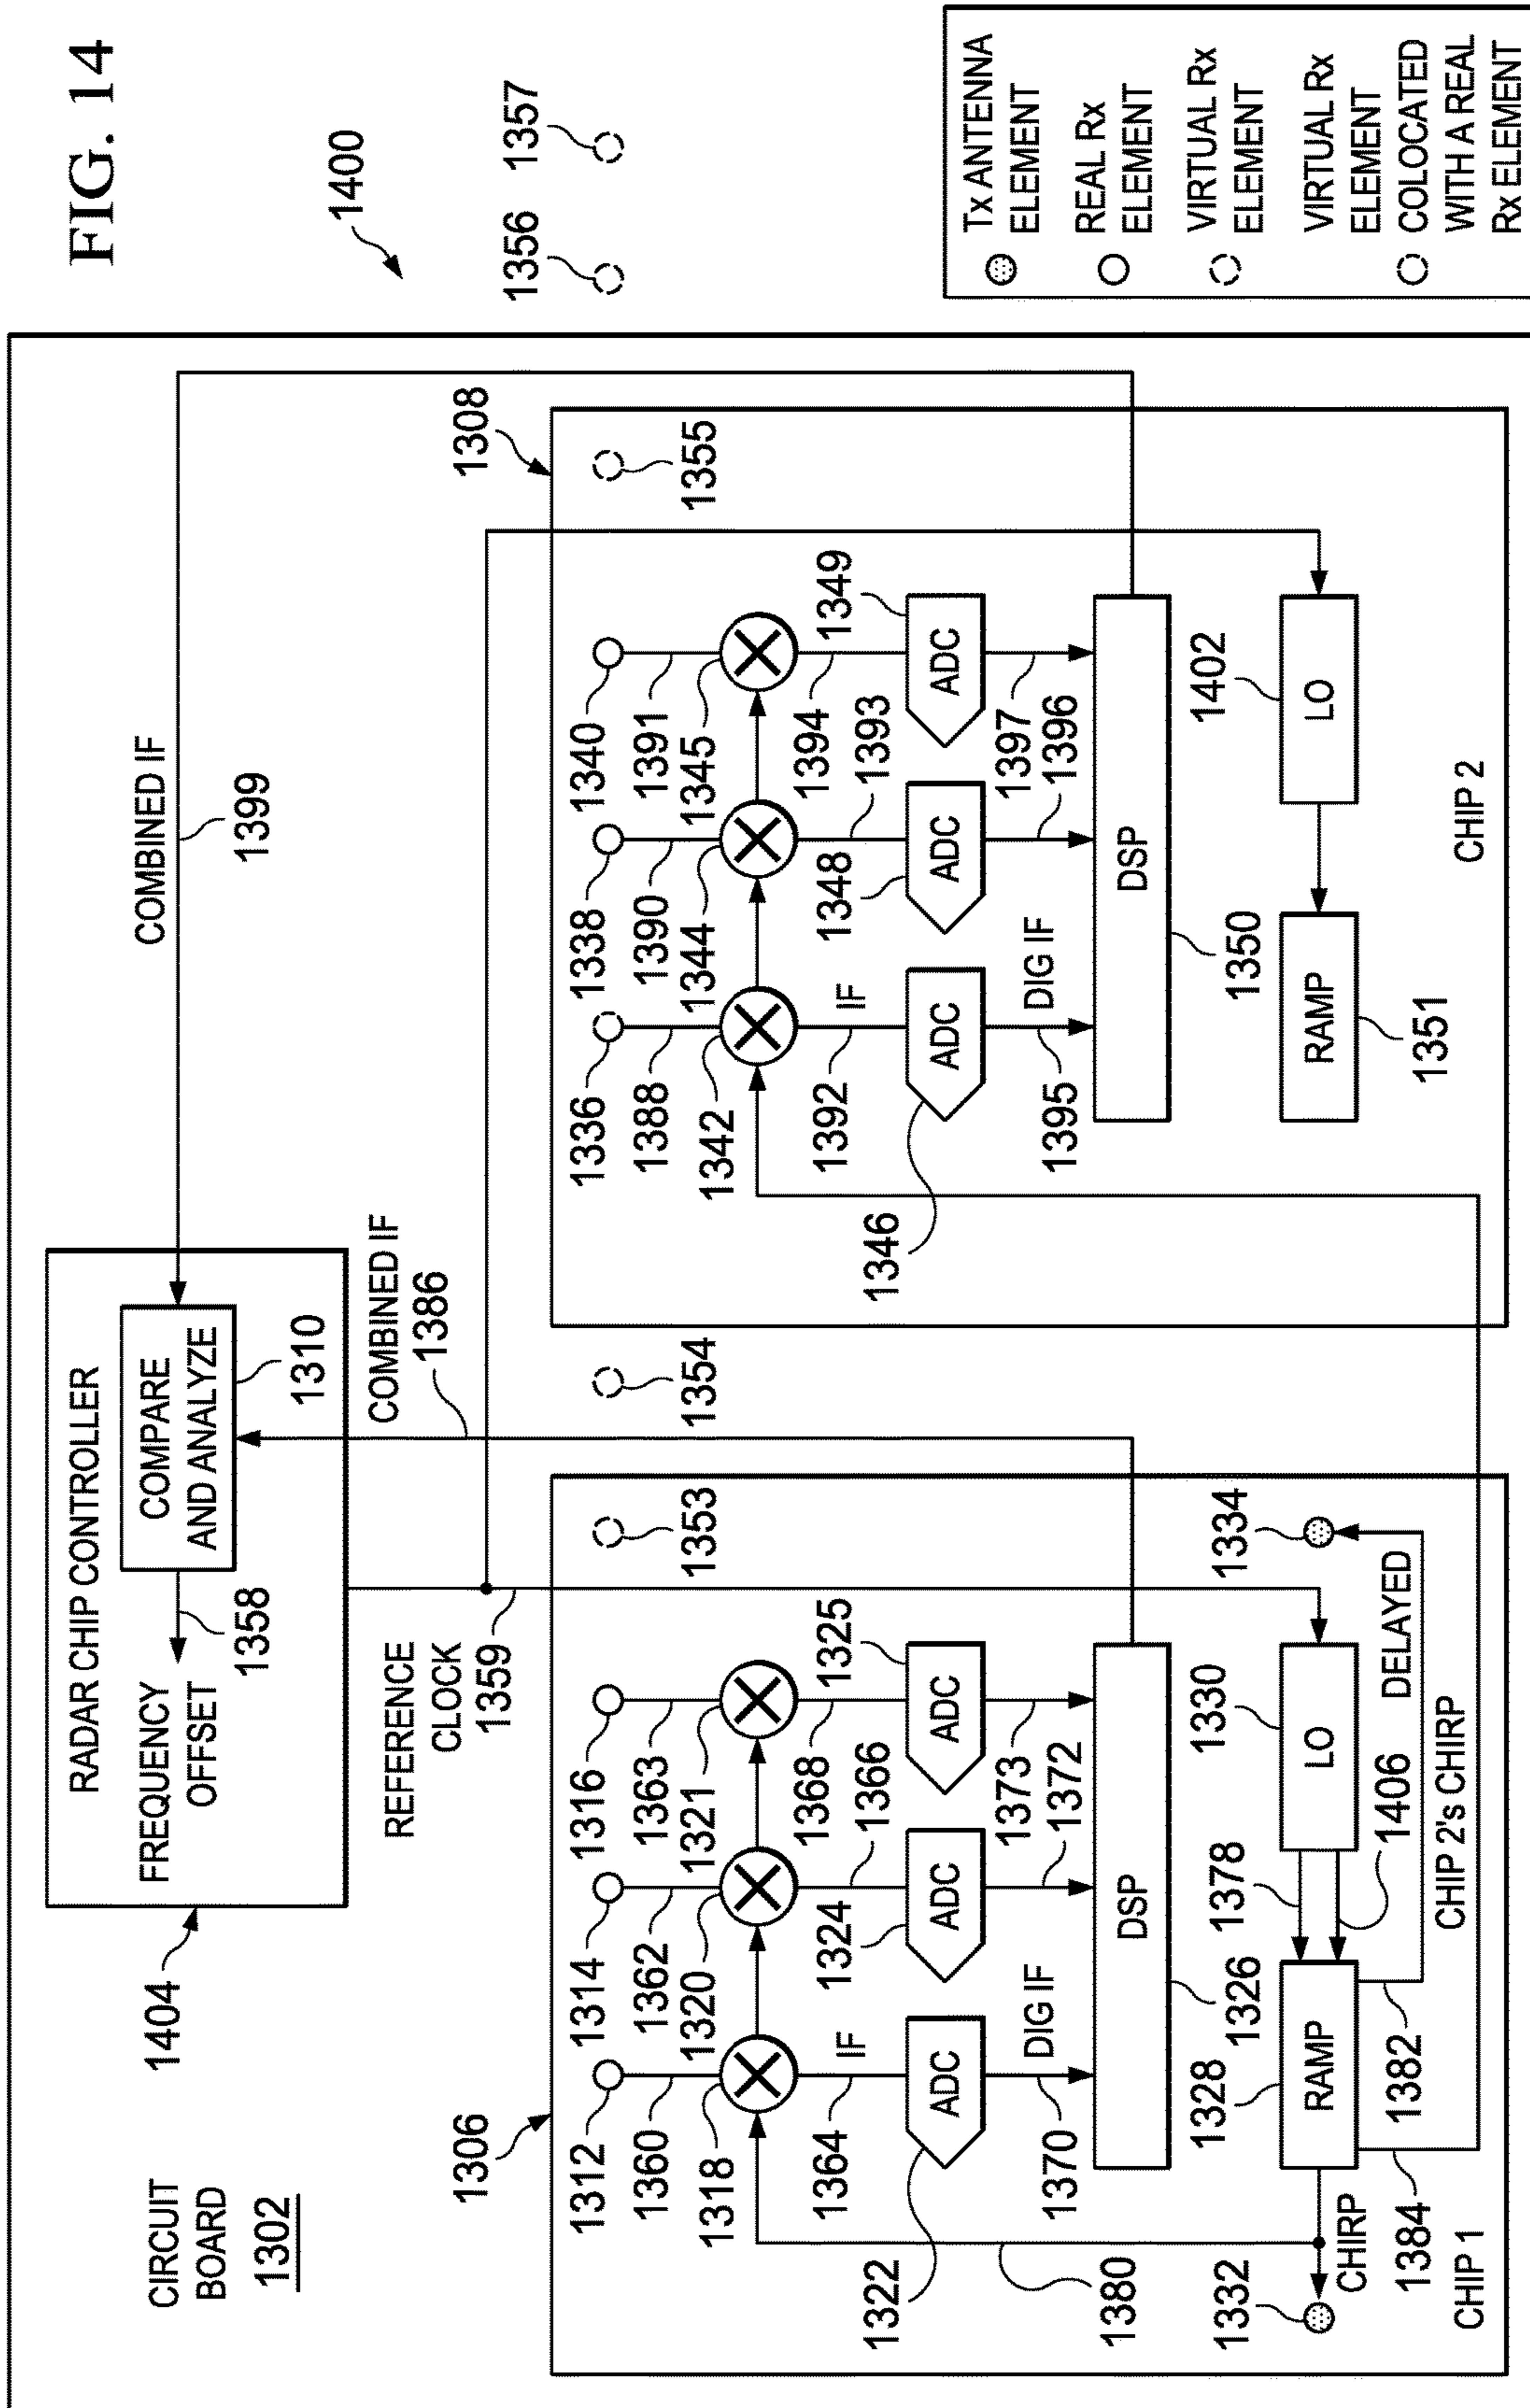 FIG. 14
1400
CIRCUIT
BOARD
1302
1404
RADAR CHIP CONTROLLER
FREQUENCY
OFFSET
1358
COMPARE
AND ANALYZE
1310
COMBINED IF
1399
COMBINED IF
1386
REFERENCE
CLOCK
1359
1306
1312
1314
1316
1353
1360
1362
1363
1318
1320
1321
IF
1364
1366
1368
1322
ADC
1324
ADC
1325
ADC
DIG IF
1370
1372
1373
DSP
1326
1328
RAMP
1378
1406
LO
1330
1334
DELAYED
1380
1332
CHIRP
1384
1382
CHIP 2's CHIRP
CHIP 1
1354
1308
1336
1338
1340
1355
1356
1357
1388
1390
1391
1342
1344
1345
IF
1392
1393
1394
1346
ADC
1348
ADC
1349
ADC
DIG IF
1395
1396
1397
DSP
1350
RAMP
1351
LO
1402
CHIP 2
Tx ANTENNA
ELEMENT
REAL Rx
ELEMENT
VIRTUAL Rx
ELEMENT
VIRTUAL Rx
ELEMENT
COLOCATED
WITH A REAL
Rx ELEMENT